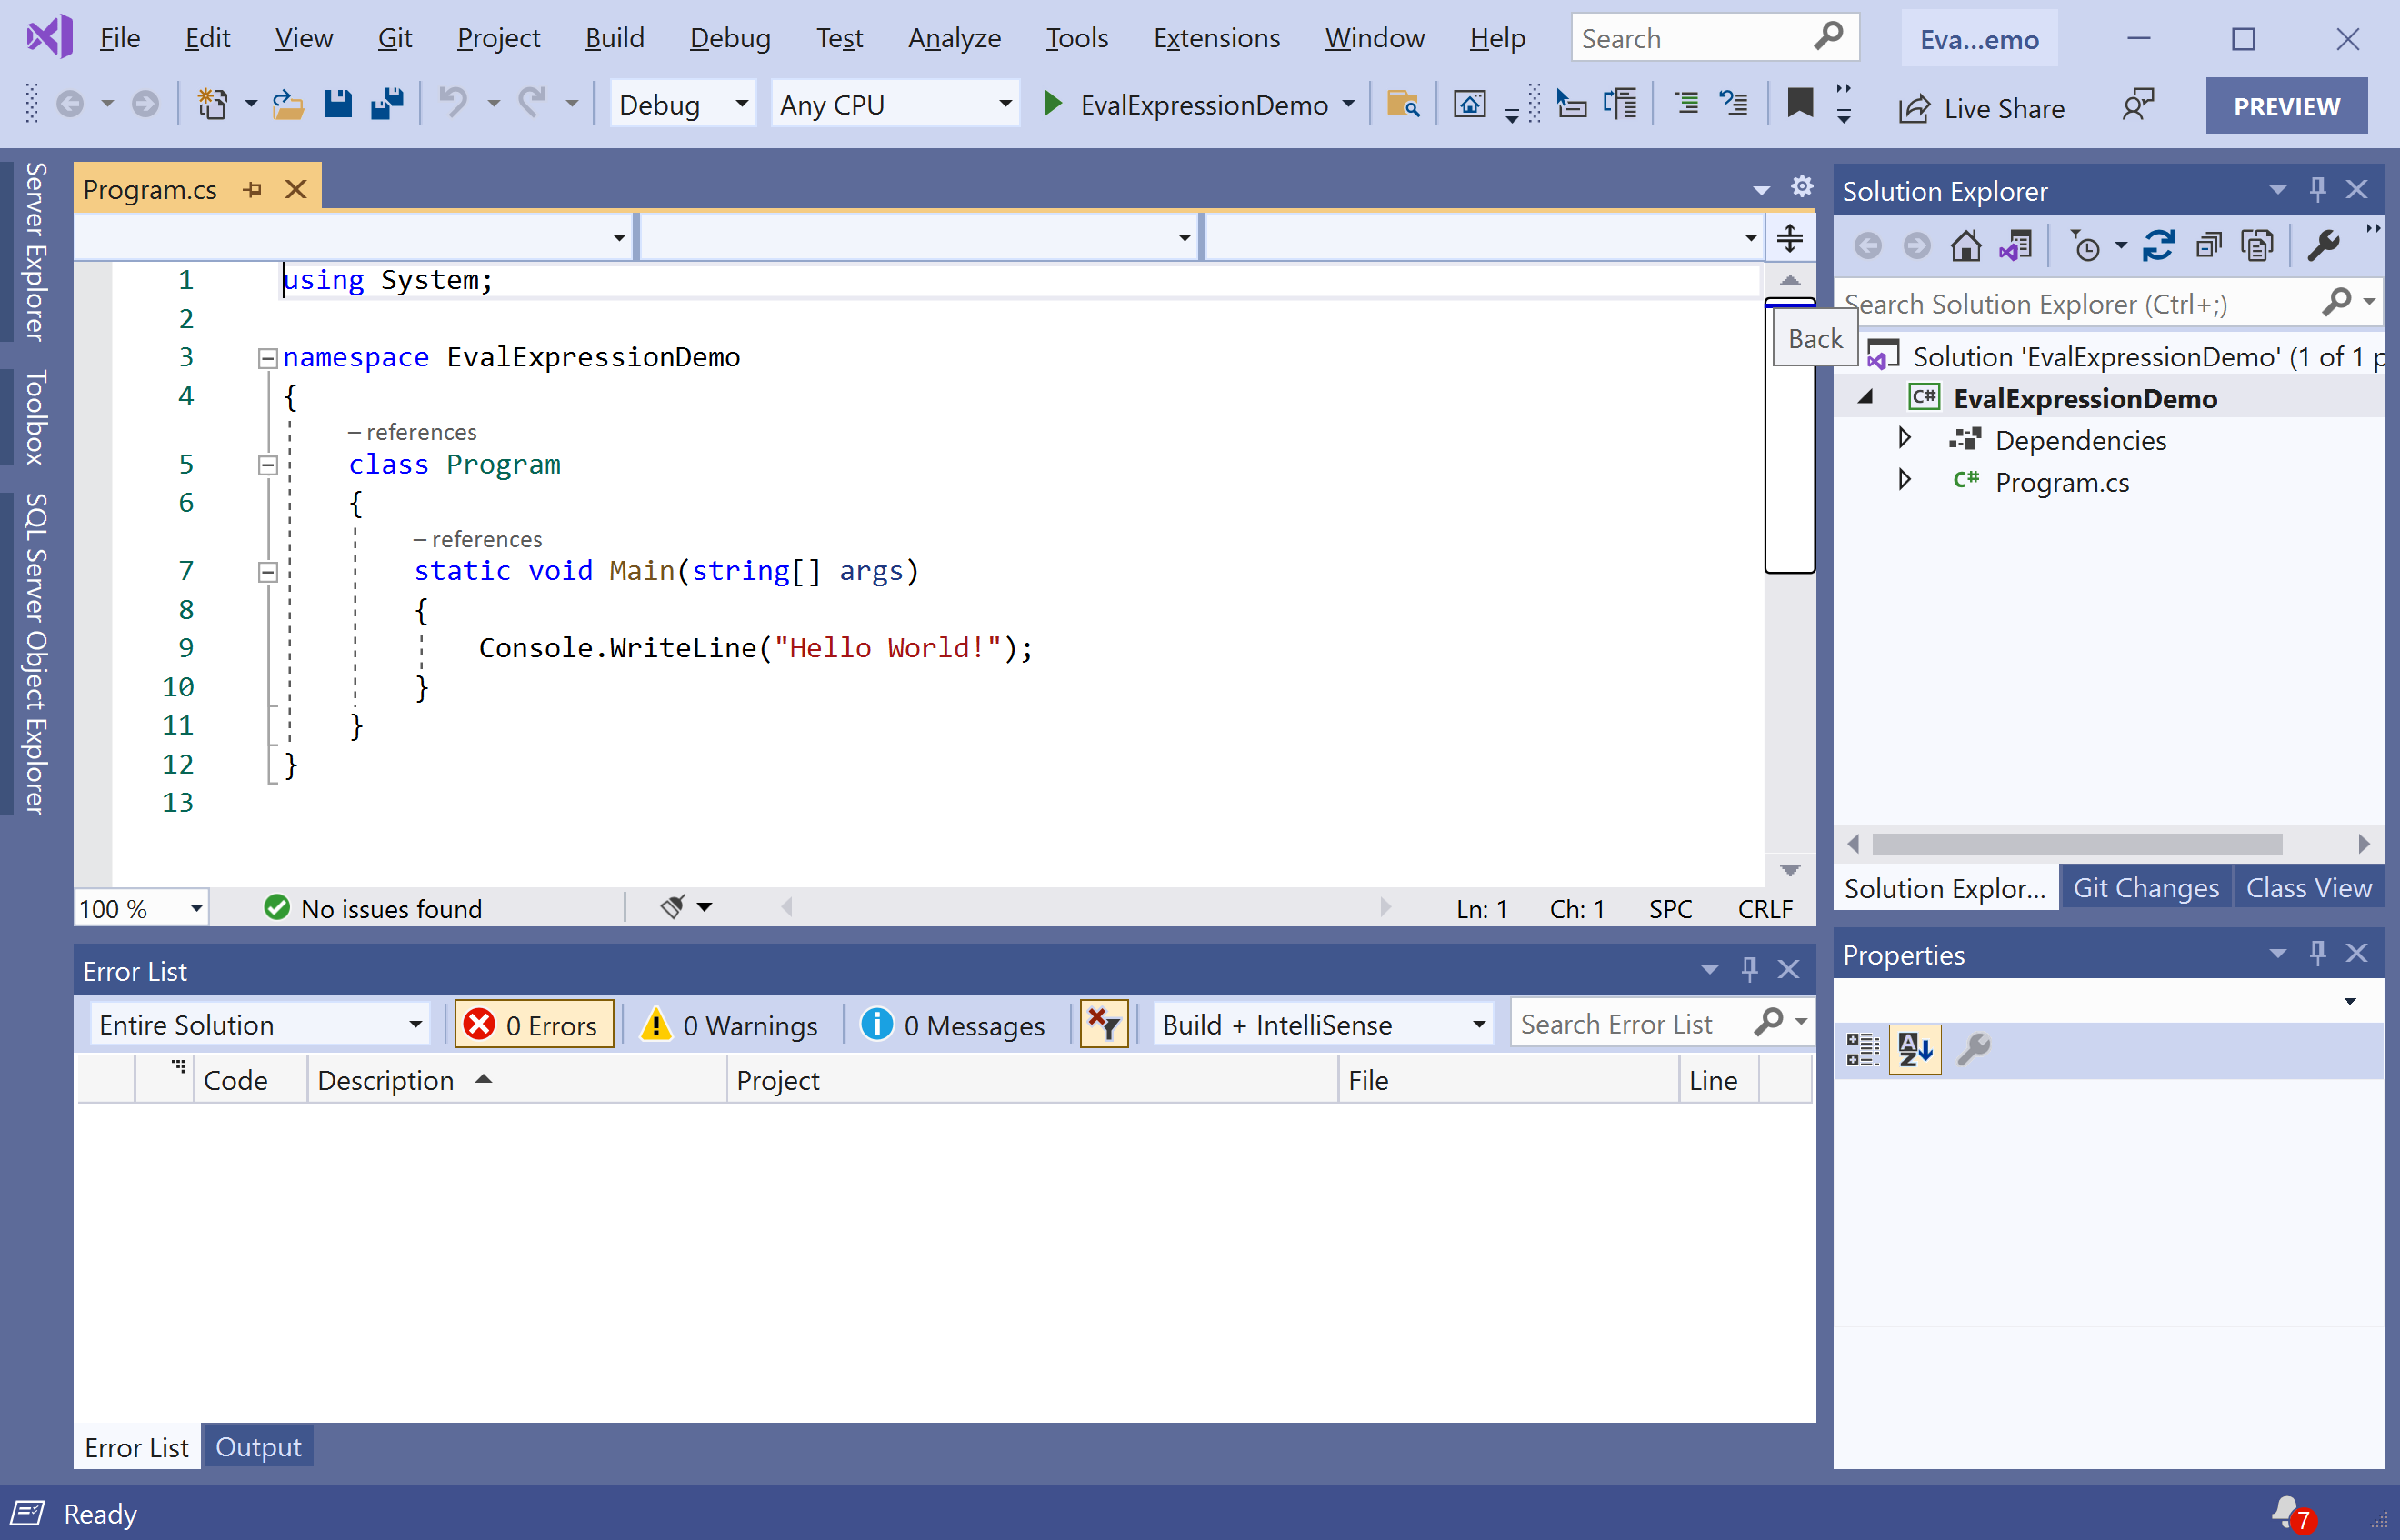 File Edit View Git Project Build Debug Test Analyze Tools Extensions Window Help Search Eva...emo
Debug Any CPU EvalExpressionDemo Live Share PREVIEW
Server Explorer
Toolbox
SQL Server Object Explorer
Program.cs
1 using System;
2
3 namespace EvalExpressionDemo
4 {
– references
5 class Program
6 {
– references
7 static void Main(string[] args)
8 {
9 Console.WriteLine("Hello World!");
10 }
11 }
12 }
13
100 % No issues found Ln: 1 Ch: 1 SPC CRLF
Back
Solution Explorer
Search Solution Explorer (Ctrl+;)
Solution 'EvalExpressionDemo' (1 of 1 p
C# EvalExpressionDemo
Dependencies
C# Program.cs
Solution Explor... Git Changes Class View
Error List
Entire Solution 0 Errors 0 Warnings 0 Messages Build + IntelliSense Search Error List
Code Description Project File Line
Error List Output
Properties
AZ
Ready 7